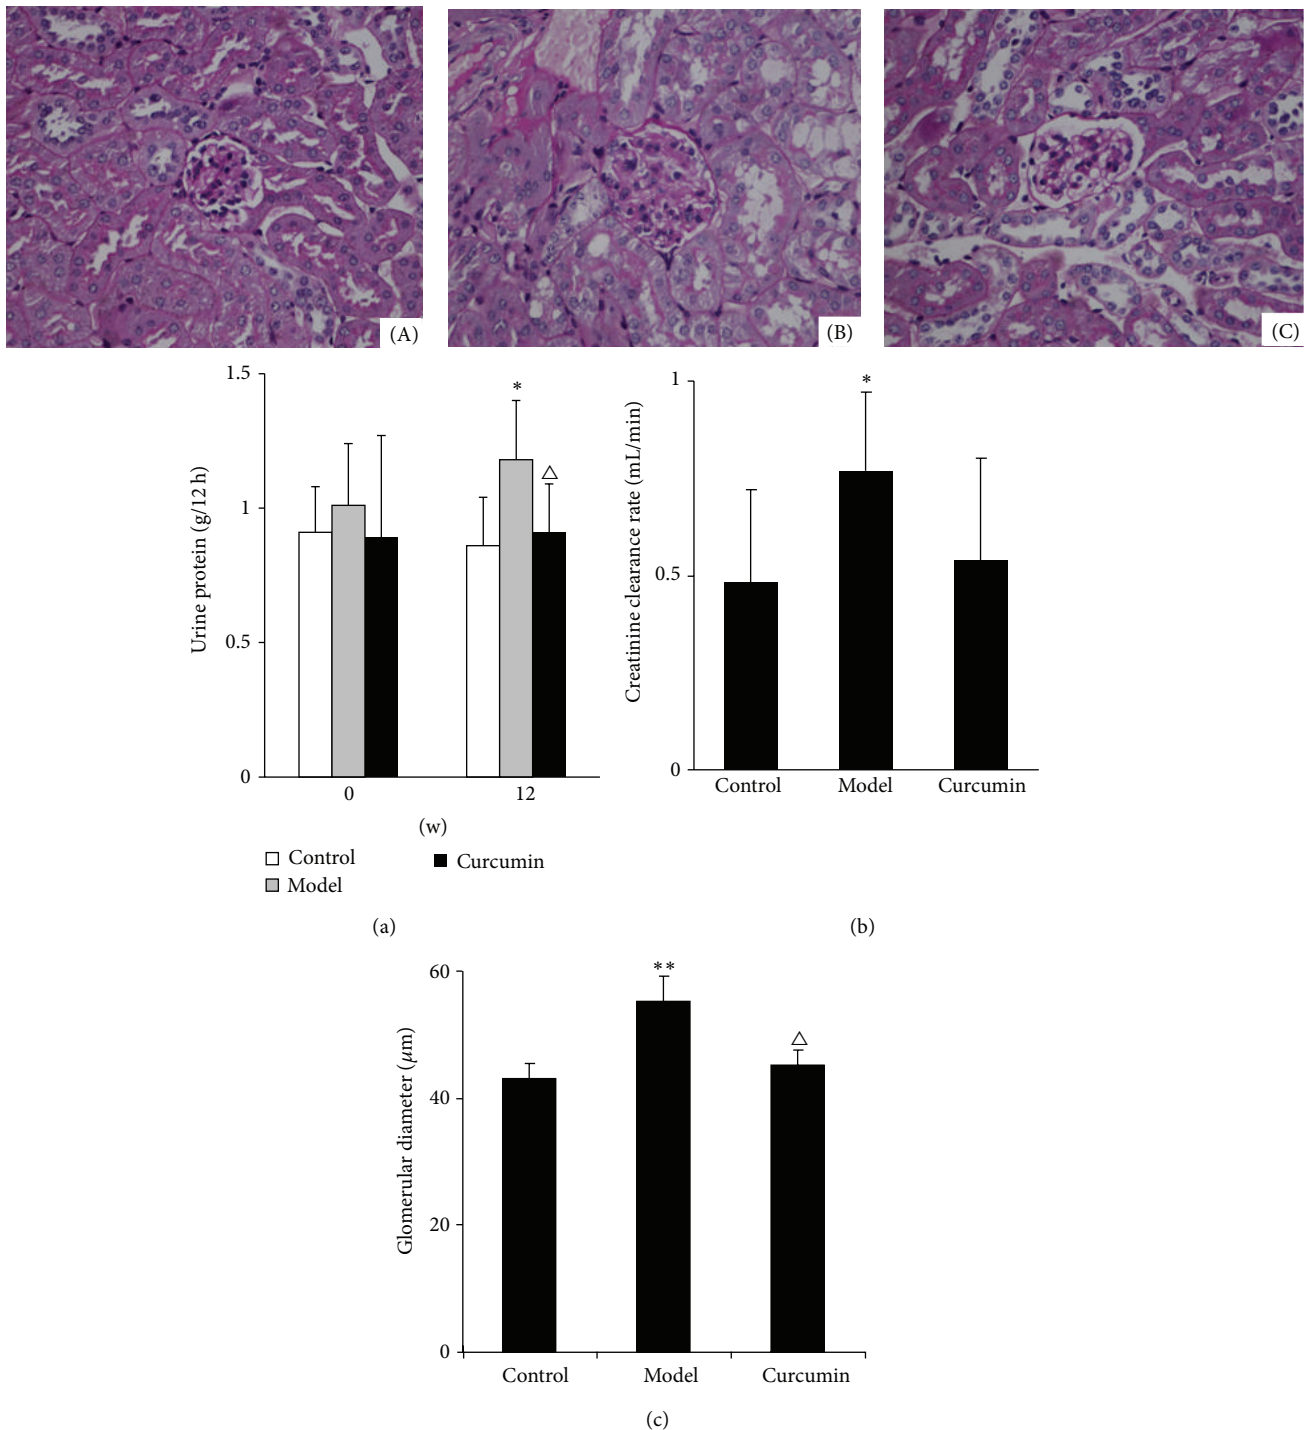 (A)
(B)
(C)
1.5
1
0.5
0
Urine protein (g/12 h)
*
△
0
12
(w)
Control
Model
Curcumin
(a)
1
0.5
0
Creatinine clearance rate (mL/min)
*
Control
Model
Curcumin
(b)
60
40
20
0
Glomerular diameter (μm)
**
△
Control
Model
Curcumin
(c)